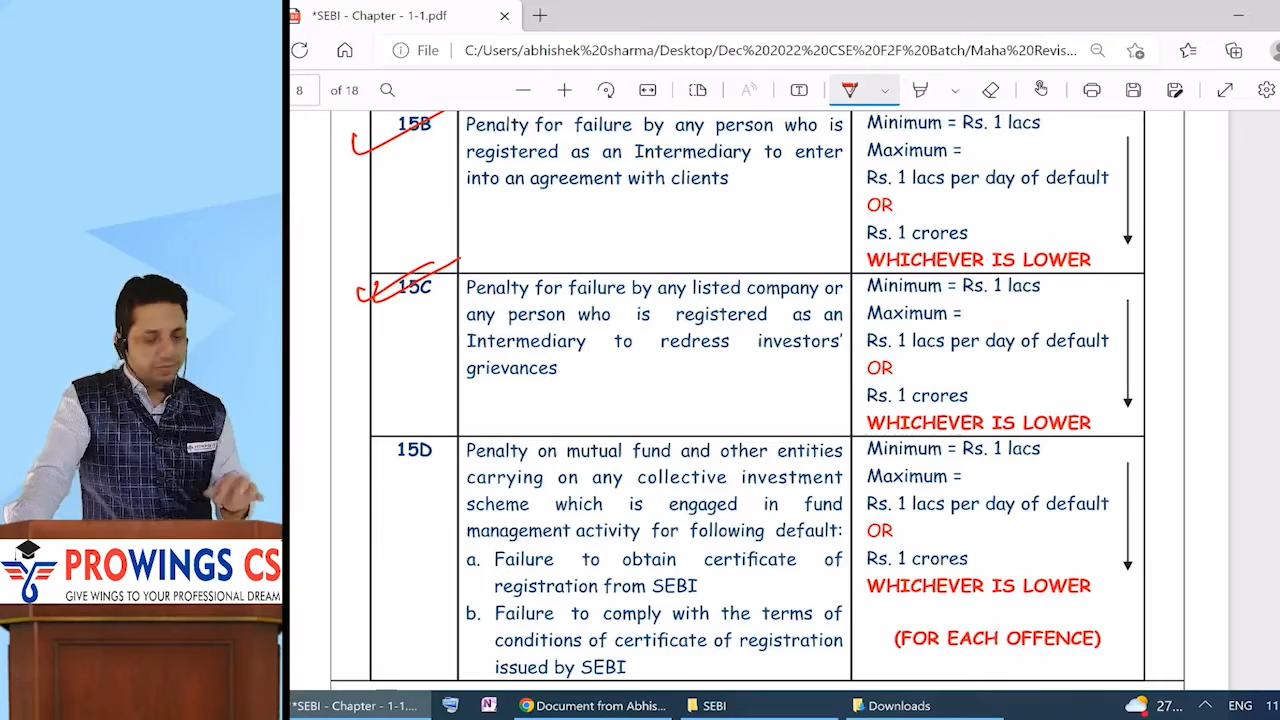 *SEBI - Chapter - 1-1.pdf
File
C:/Users/abhishek%20sharma/Desktop/Dec%202022%20CSE%20F2F%20Batch/Maha%20Revis...
8 of 18
15B
Penalty for failure by any person who is
registered as an Intermediary to enter
into an agreement with clients
Minimum = Rs. 1 lacs
Maximum =
Rs. 1 lacs per day of default
OR
Rs. 1 crores
WHICHEVER IS LOWER
15C
Penalty for failure by any listed company or
any person who is registered as an
Intermediary to redress investors'
grievances
Minimum = Rs. 1 lacs
Maximum =
Rs. 1 lacs per day of default
OR
Rs. 1 crores
WHICHEVER IS LOWER
15D
Penalty on mutual fund and other entities
carrying on any collective investment
scheme which is engaged in fund
management activity for following default:
a. Failure to obtain certificate of
registration from SEBI
b. Failure to comply with the terms of
conditions of certificate of registration
issued by SEBI
Minimum = Rs. 1 lacs
Maximum =
Rs. 1 lacs per day of default
OR
Rs. 1 crores
WHICHEVER IS LOWER
(FOR EACH OFFENCE)
PROWINGS CS
GIVE WINGS TO YOUR PROFESSIONAL DREAM
*SEBI - Chapter - 1-1....
Document from Abhis...
SEBI
Downloads
27...
ENG
11